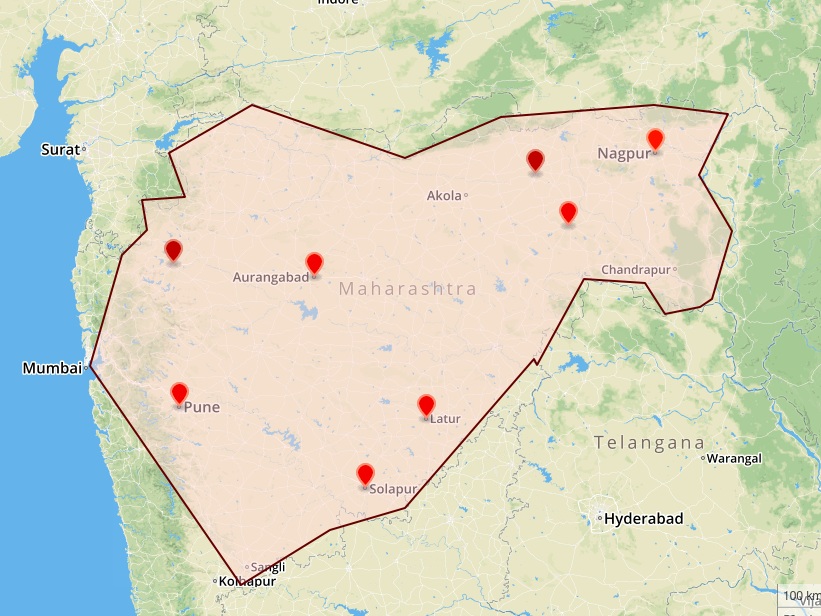 Indore
Surat
Nagpur
Akola
Aurangabad
Chandrapur
Maharashtra
Mumbai
Pune
Latur
Telangana
Warangal
Solapur
Hyderabad
Sangli
Kolhapur
100 km